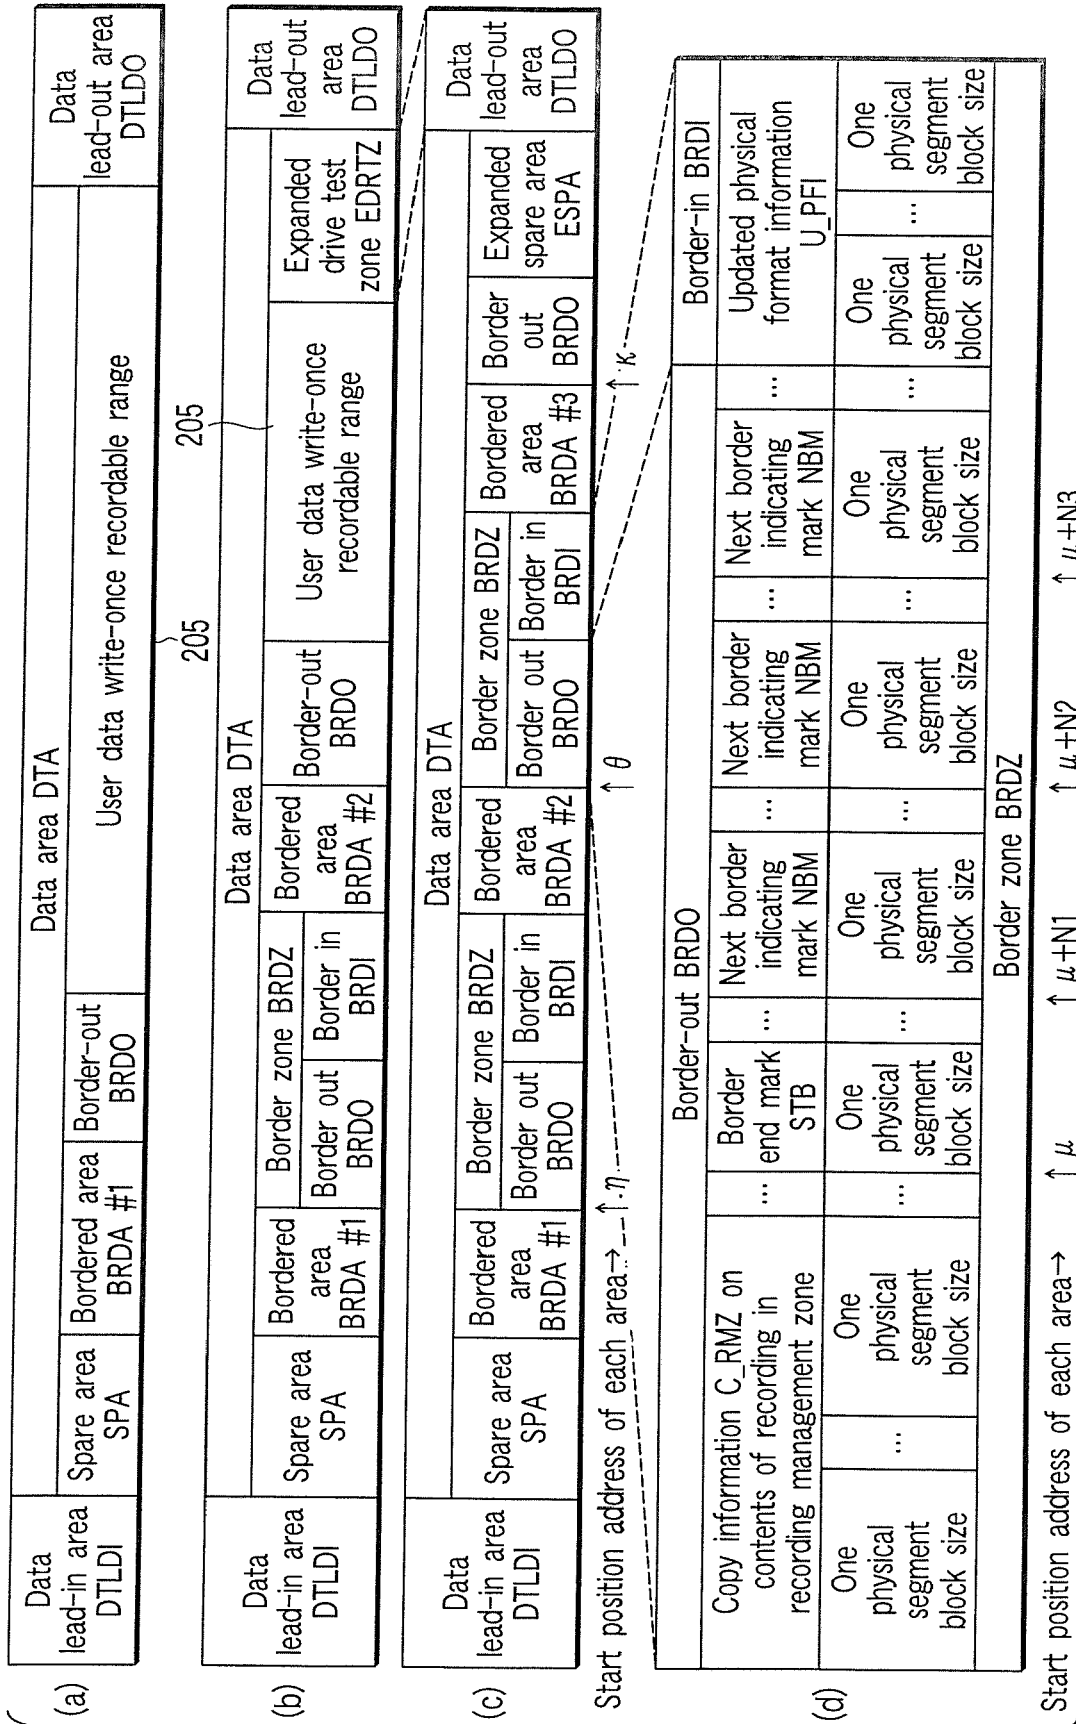 (a)
Data
lead-in area
DTLDI
Data area DTA
Spare area
SPA
Bordered area
BRDA #1
Border-out
BRDO
User data write-once recordable range
Data
lead-out area
DTLDO
205
(b)
Data
lead-in area
DTLDI
Data area DTA
Spare area
SPA
Bordered
area
BRDA #1
Border zone BRDZ
Border out
BRDO
Border in
BRDI
Bordered
area
BRDA #2
Border-out
BRDO
User data write-once
recordable range
205
Expanded
drive test
zone EDRTZ
Data
lead-out
area
DTLDO
(c)
Data
lead-in area
DTLDI
Data area DTA
Spare area
SPA
Bordered
area
BRDA #1
Border zone BRDZ
Border out
BRDO
Border in
BRDI
Bordered
area
BRDA #2
Border zone BRDZ
Border out
BRDO
Border in
BRDI
Bordered
area
BRDA #3
Border
out
BRDO
Expanded
spare area
ESPA
Data
lead-out
area
DTLDO
Start position address of each area→ ↑η ↑θ ↑κ
(d)
Border-out BRDO
Border-in BRDI
Copy information C_RMZ on
contents of recording in
recording management zone
...
Border
end mark
STB
...
Next border
indicating
mark NBM
...
Next border
indicating
mark NBM
...
Next border
indicating
mark NBM
...
Updated physical
format information
U_PFI
One
physical
segment
block size
...
One
physical
segment
block size
...
One
physical
segment
block size
...
One
physical
segment
block size
...
One
physical
segment
block size
...
One
physical
segment
block size
...
One
physical
segment
block size
...
One
physical
segment
block size
Border zone BRDZ
Start position address of each area→ ↑μ ↑μ+N1 ↑μ+N2 ↑μ+N3